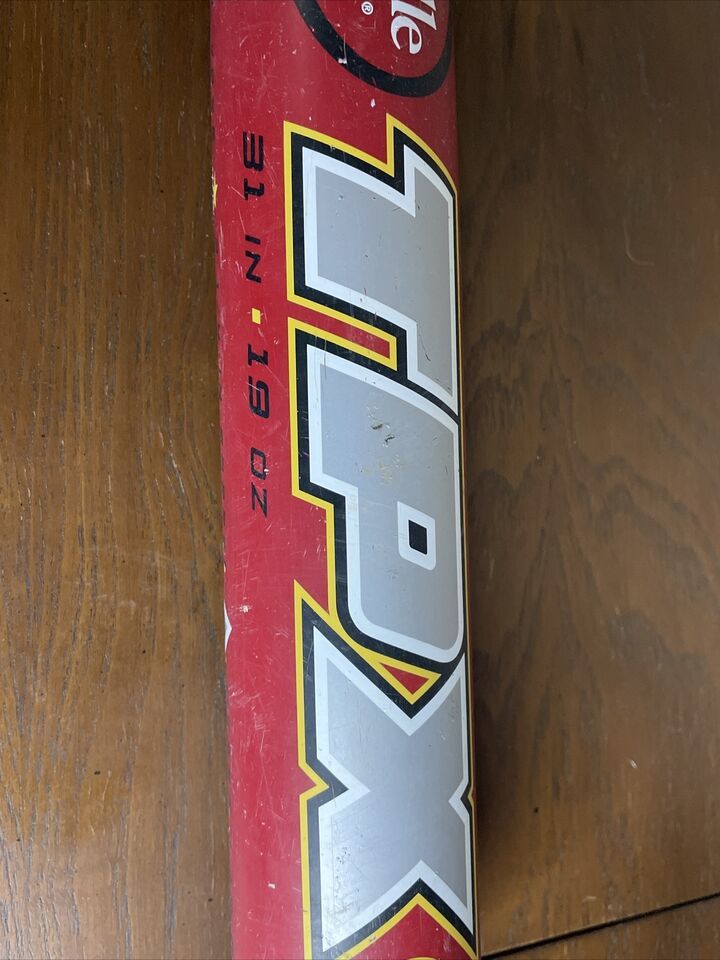 lle®
TPX
31 IN · 19 OZ